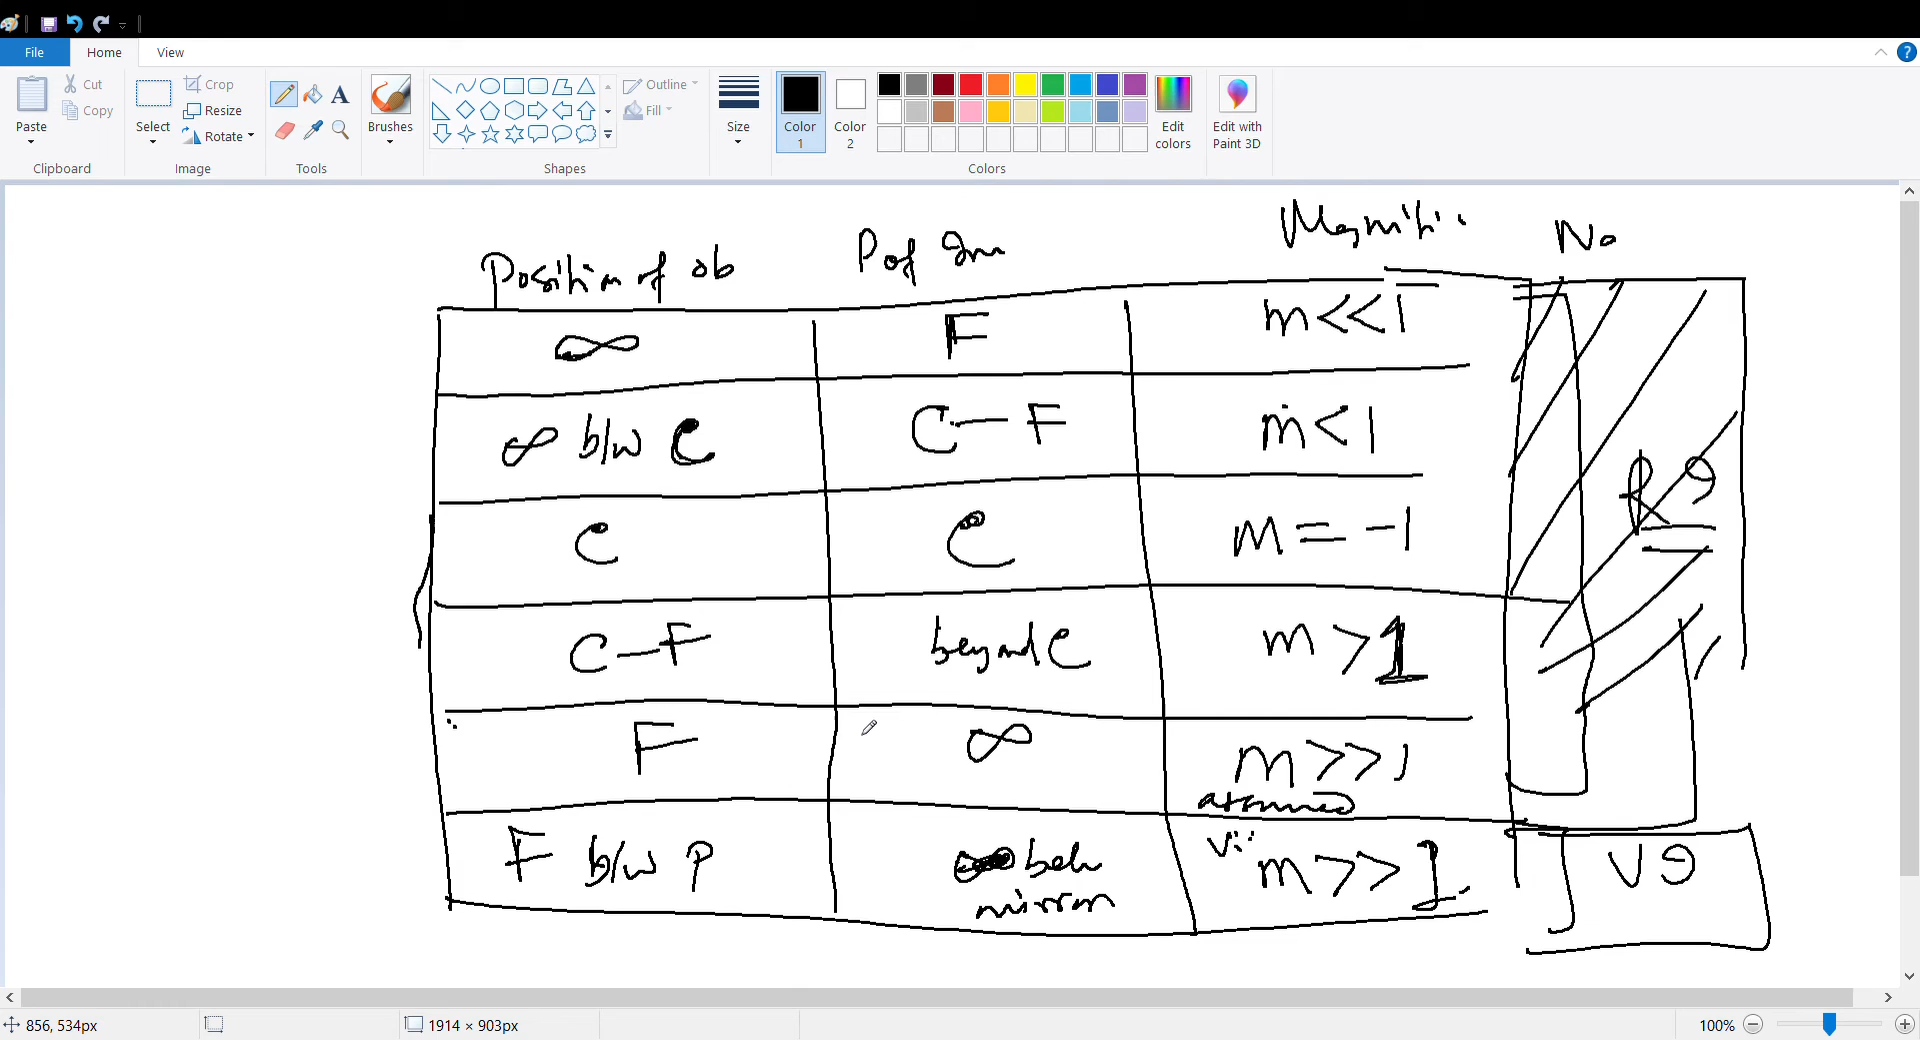 File Home View
Paste
Cut
Copy
Clipboard
Select
Crop
Resize
Rotate
Image
Tools
Brushes
Shapes
Outline
Fill
Size
Color 1
Color 2
Edit colors
Edit with Paint 3D
Colors
Position of ob P of Im No
∞ F m<<1
∞ b/w C C—F m<1
C C m = -1
C—F beyond C m >1
R I
F ∞ m>>1
assumed
F b/w P beh mirror m>>1
V I
856, 534px
1914 × 903px
100%